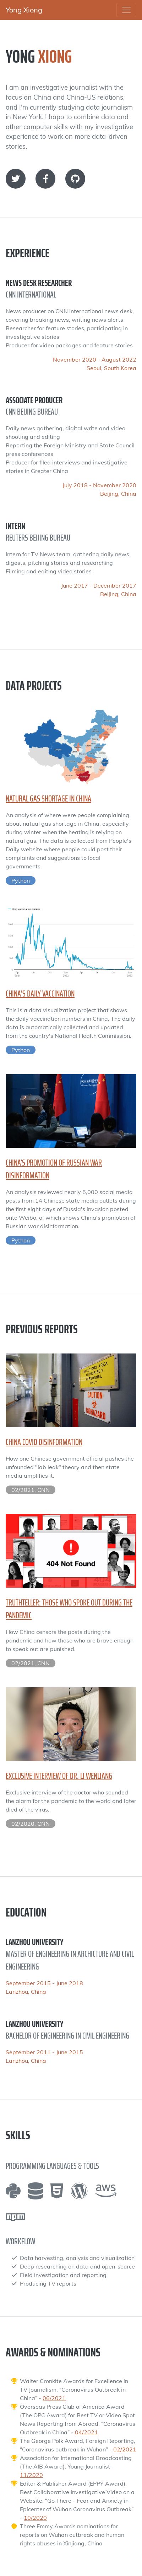 Yong Xiong
YONG XIONG
I am an investigative journalist with the
focus on China and China-US relations,
and I'm currently studying data journalism
in New York. I hope to combine data and
other computer skills with my investigative
experience to work on more data-driven
stories.
EXPERIENCE
NEWS DESK RESEARCHER
CNN INTERNATIONAL
News producer on CNN International news desk,
covering breaking news, writing news alerts
Researcher for feature stories, participating in
investigative stories
Producer for video packages and feature stories
November 2020 - August 2022
Seoul, South Korea
ASSOCIATE PRODUCER
CNN BEIJING BUREAU
Daily news gathering, digital write and video
shooting and editing
Reporting the Foreign Ministry and State Council
press conferences
Producer for filed interviews and investigative
stories in Greater China
July 2018 - November 2020
Beijing, China
INTERN
REUTERS BEIJING BUREAU
Intern for TV News team, gathering daily news
digests, pitching stories and researching
Filming and editing video stories
June 2017 - December 2017
Beijing, China
DATA PROJECTS
NATURAL GAS SHORTAGE IN CHINA
An analysis of where were people complaining
about natual gas shortage in China, especially
during winter when the heating is relying on
natual gas. The data is collected from People's
Daily website where people could post their
complaints and suggestions to local
governments.
Python
CHINA'S DAILY VACCINATION
This is a data visualization project that shows
the daily vaccination numbers in China. The daily
data is automatically collected and updated
from the country's National Health Commission.
Python
CHINA'S PROMOTION OF RUSSIAN WAR
DISINFORMATION
An analysis reviewed nearly 5,000 social media
posts from 14 Chinese state media outlets during
the first eight days of Russia's invasion posted
onto Weibo, of which shows China's promotion of
Russian war disinformation.
Python
PREVIOUS REPORTS
CHINA COVID DISINFORMATION
How one Chinese government official pushes the
unfounded "lab leak" theory and then state
media amplifies it.
02/2021, CNN
404 Not Found
TRUTHTELLER: THOSE WHO SPOKE OUT DURING THE
PANDEMIC
How China censors the posts during the
pandemic and how those who are brave enough
to speak out are punished.
02/2021, CNN
EXCLUSIVE INTERVIEW OF DR. LI WENLIANG
Exclusive interview of the doctor who sounded
the alarm for the pandemic to the world and later
died of the virus.
02/2020, CNN
EDUCATION
LANZHOU UNIVERSITY
MASTER OF ENGINEERING IN ARCHICTURE AND CIVIL
ENGINEERING
September 2015 - June 2018
Lanzhou, China
LANZHOU UNIVERSITY
BACHELOR OF ENGINEERING IN CIVIL ENGINEERING
September 2011 - June 2015
Lanzhou, China
SKILLS
PROGRAMMING LANGUAGES & TOOLS
aws
npm
WORKFLOW
Data harvesting, analysis and visualization
Deep researching on data and open-source
Field investigation and reporting
Producing TV reports
AWARDS & NOMINATIONS
Walter Cronkite Awards for Excellence in
TV Journalism, "Coronavirus Outbreak in
China" - 06/2021
Overseas Press Club of America Award
(The OPC Award) for Best TV or Video Spot
News Reporting from Abroad, "Coronavirus
Outbreak in China" - 04/2021
The George Polk Award, Foreign Reporting,
"Coronavirus outbreak in Wuhan" - 02/2021
Association for International Broadcasting
(The AIB Award), Young Journalist -
11/2020
Editor & Publisher Award (EPPY Award),
Best Collaborative Investigative Video on a
Website, "Go There - Fear and Anxiety in
Epicenter of Wuhan Coronavirus Outbreak"
- 10/2020
Three Emmy Awards nominations for
reports on Wuhan outbreak and human
rights abuses in Xinjiang, China